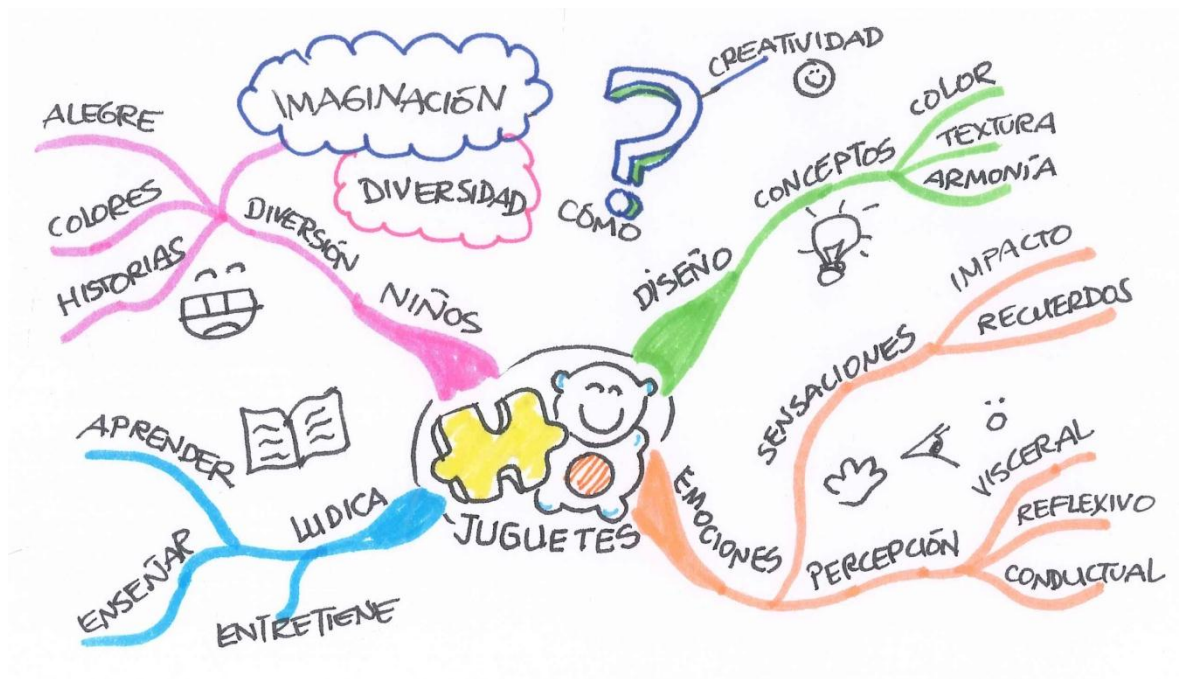 IMAGINACIÓN
DIVERSIDAD
ALEGRE
COLORES
HISTORIAS
DIVERSIÓN
NIÑOS
CÓMO
CREATIVIDAD
DISEÑO
CONCEPTOS
COLOR
TEXTURA
ARMONÍA
EMOCIONES
SENSACIONES
IMPACTO
RECUERDOS
PERCEPCIÓN
VISCERAL
REFLEXIVO
CONDUCTUAL
JUGUETES
LUDICA
APRENDER
ENSEÑAR
ENTRETIENE